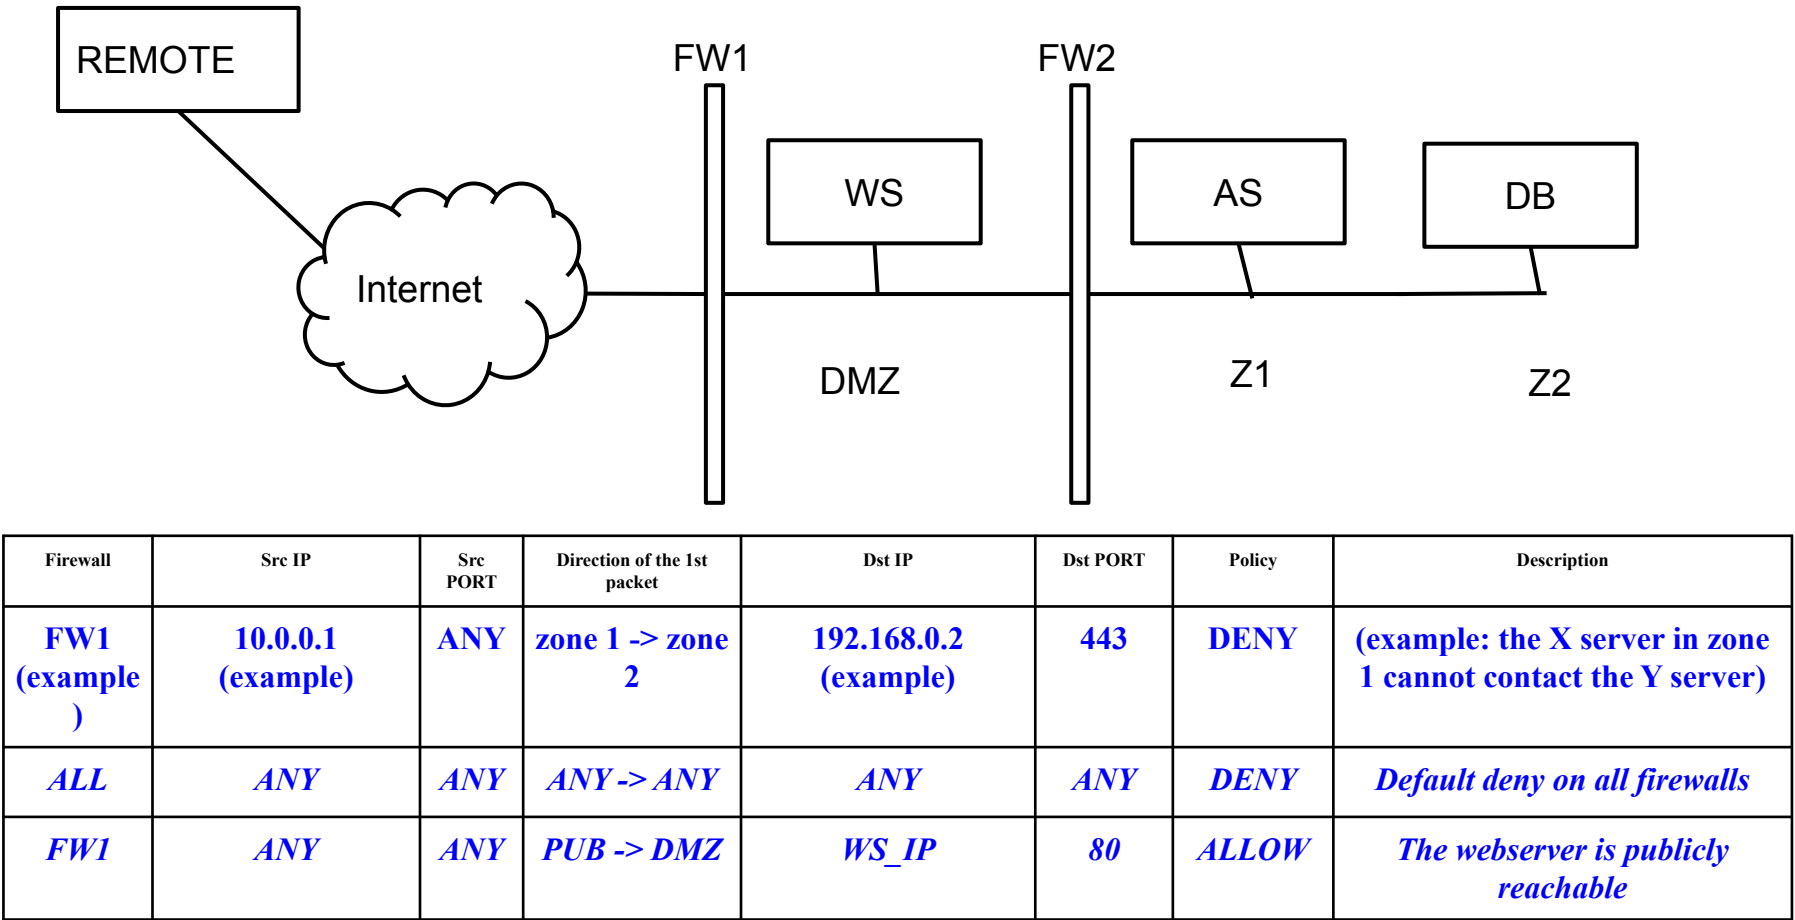 REMOTE
FW1
FW2
WS
AS
DB
Internet
DMZ
Z1
Z2
Firewall
Src IP
Src
PORT
Direction of the 1st
packet
Dst IP
Dst PORT
Policy
Description
FW1
(example
)
10.0.0.1
(example)
ANY
zone 1 -> zone
2
192.168.0.2
(example)
443
DENY
(example: the X server in zone
1 cannot contact the Y server)
ALL
ANY
ANY
ANY -> ANY
ANY
ANY
DENY
Default deny on all firewalls
FW1
ANY
ANY
PUB -> DMZ
WS_IP
80
ALLOW
The webserver is publicly
reachable